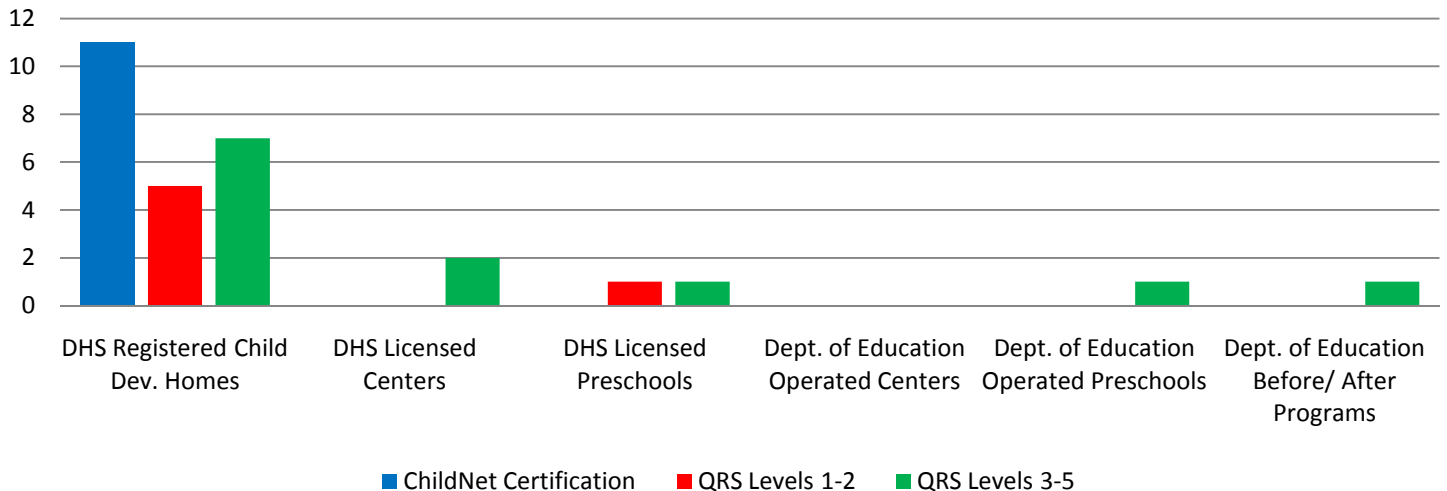 12
10
8
6
4
2
0
DHS Registered Child
Dev. Homes
DHS Licensed
Centers
DHS Licensed
Preschools
Dept. of Education
Operated Centers
Dept. of Education
Operated Preschools
Dept. of Education
Before/ After
Programs
ChildNet Certification
QRS Levels 1-2
QRS Levels 3-5